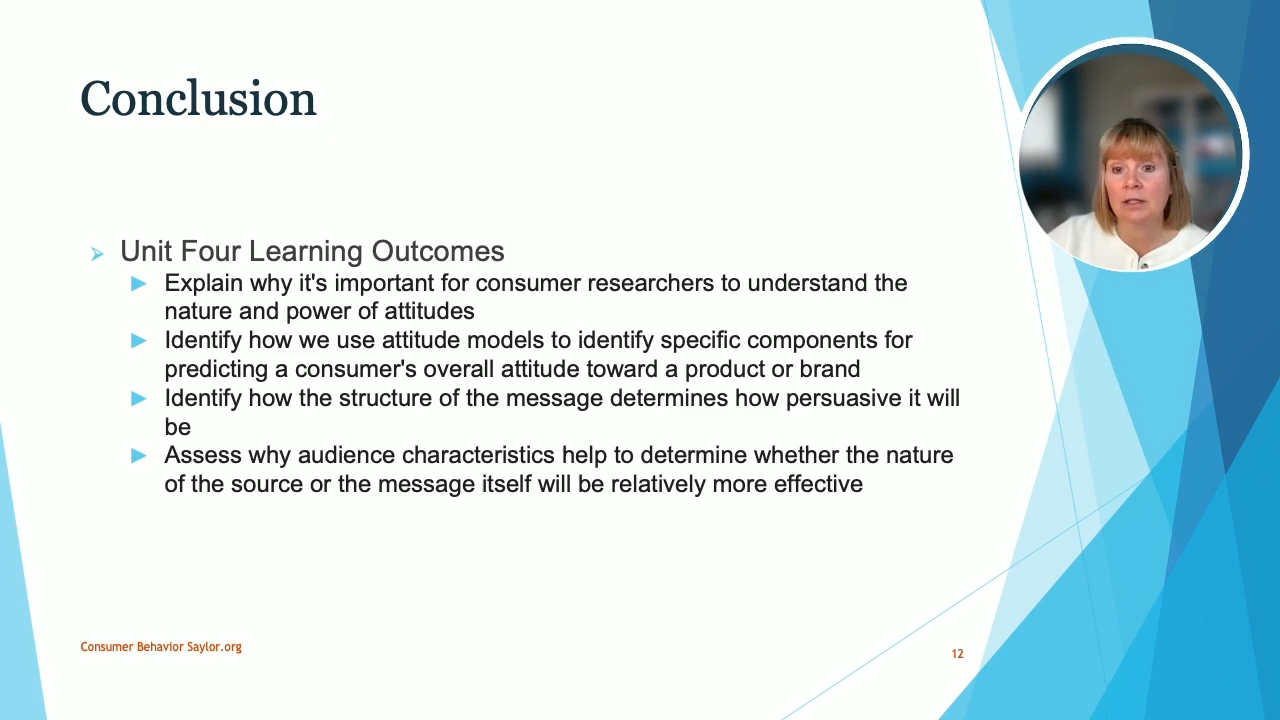 Conclusion
Unit Four Learning Outcomes
Explain why it's important for consumer researchers to understand the
nature and power of attitudes
Identify how we use attitude models to identify specific components for
predicting a consumer's overall attitude toward a product or brand
Identify how the structure of the message determines how persuasive it will
be
Assess why audience characteristics help to determine whether the nature
of the source or the message itself will be relatively more effective
Consumer Behavior Saylor.org
12